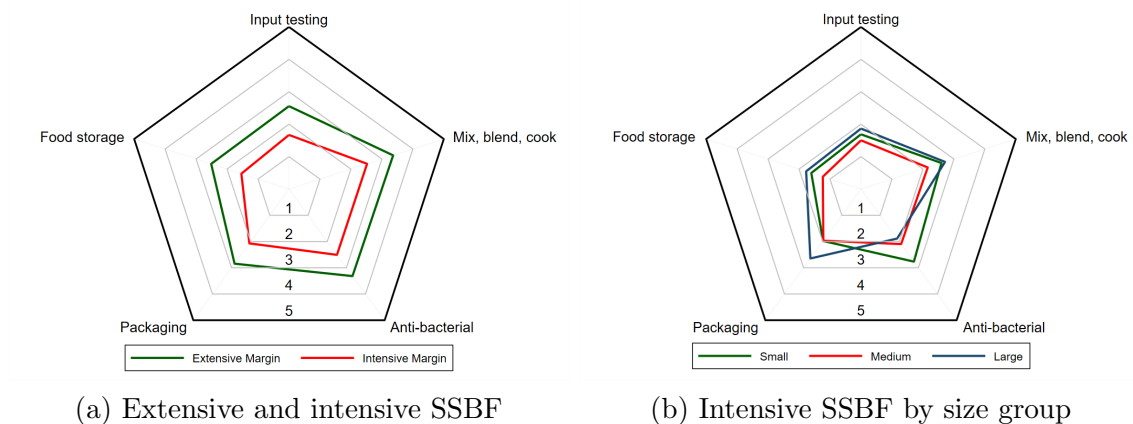 Input testing
Mix, blend, cook
Anti-bacterial
Packaging
Food storage
1
2
3
4
5
Extensive Margin Intensive Margin
(a) Extensive and intensive SSBF
Input testing
Mix, blend, cook
Anti-bacterial
Packaging
Food storage
1
2
3
4
5
Small Medium Large
(b) Intensive SSBF by size group